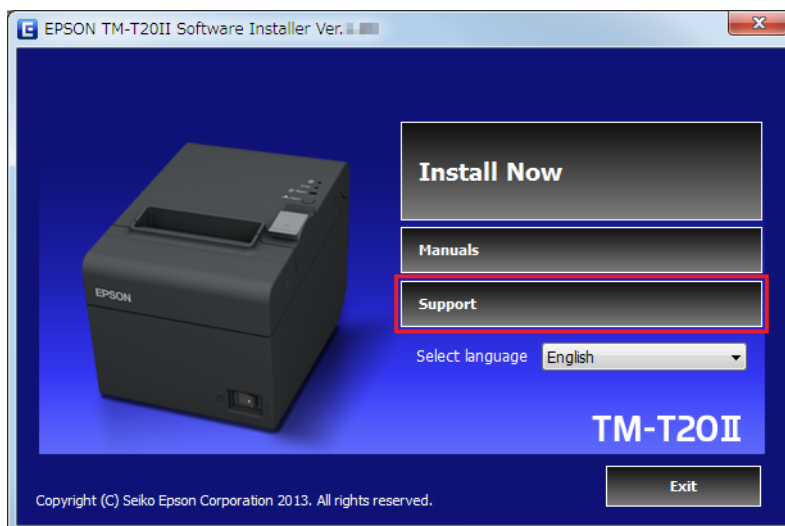 EPSON TM-T20II Software Installer Ver.
Install Now
Manuals
EPSON
Support
Select language English
TM-T20II
Exit
Copyright (C) Seiko Epson Corporation 2013. All rights reserved.